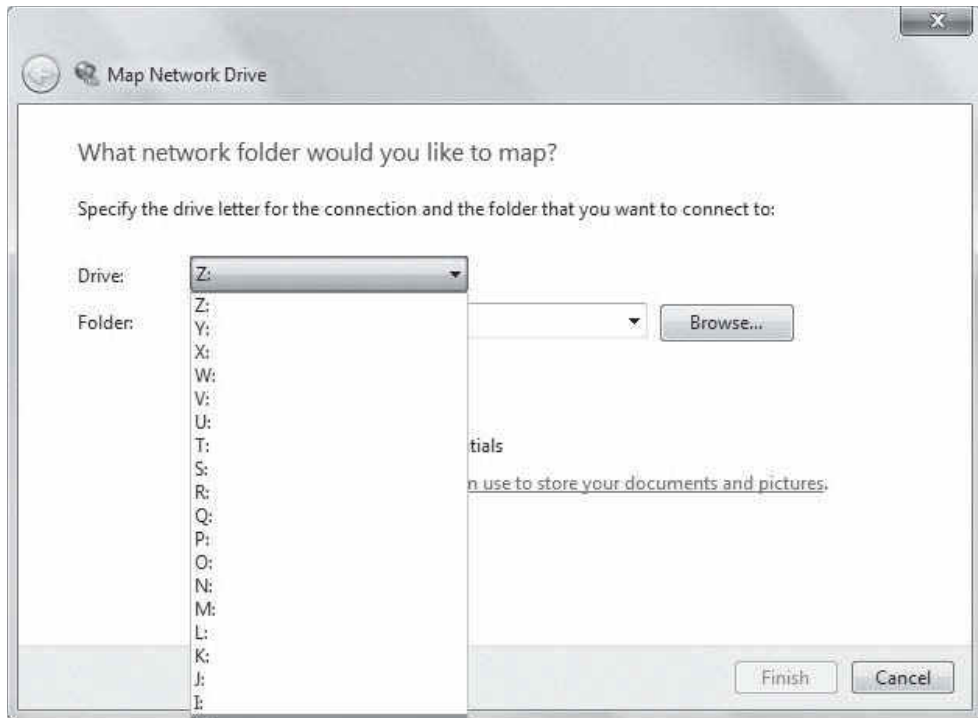 Map Network Drive
What network folder would you like to map?
Specify the drive letter for the connection and the folder that you want to connect to:
Drive: Z:
Z:
Folder: Browse...
Y:
X:
W:
V:
U:
T:
tials
S:
n use to store your documents and pictures.
R:
Q:
P:
O:
N:
M:
L:
K:
J:
Finish Cancel
I: